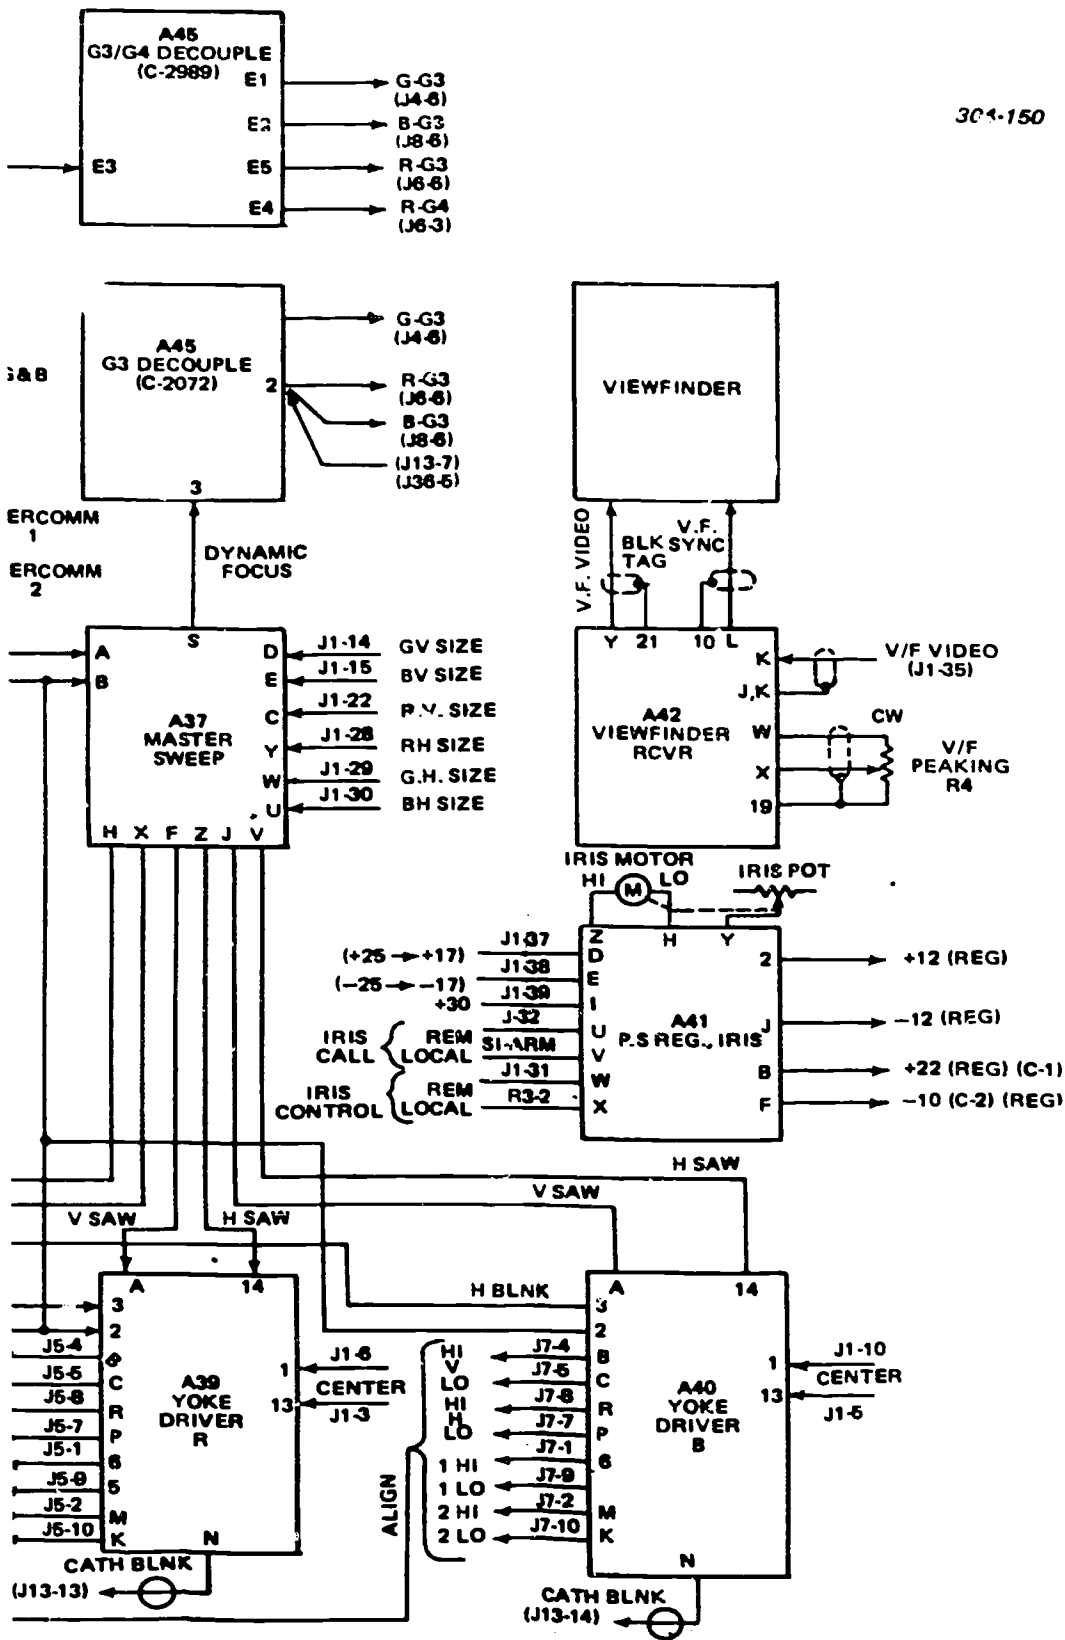 A45
G3/G4 DECOUPLE
(C-2989)
E1
E2
E3
E5
E4
G-G3
(J4-6)
B-G3
(J8-6)
R-G3
(J6-6)
R-G4
(J6-3)
A45
G3 DECOUPLE
(C-2072)
2
3
G-G3
(J4-6)
R-G3
(J6-6)
B-G3
(J8-6)
(J13-7)
(J36-5)
&B
ERCOMM
1
ERCOMM
2
DYNAMIC
FOCUS
VIEWFINDER
V.F. VIDEO
BLK
TAG
V.F.
SYNC
S
A
B
A37
MASTER
SWEEP
D
E
C
Y
W
U
H X F Z J V
J1-14 GV SIZE
J1-15 BV SIZE
J1-22 R.V. SIZE
J1-28 RH SIZE
J1-29 G.H. SIZE
J1-30 BH SIZE
Y 21 10 L
A42
VIEWFINDER
RCVR
K
J,K
W
X
19
V/F VIDEO
(J1-35)
CW
V/F
PEAKING
R4
IRIS MOTOR
HI
M
LO
IRIS POT
Z
H
Y
D
E
I
U
V
W
X
A41
P.S REG., IRIS
2
J
B
F
(+25 → +17) J1-37
(−25 → −17) J1-38
+30 J1-39
IRIS
CALL
REM J-32
LOCAL SI-ARM
IRIS
CONTROL
REM J1-31
LOCAL R3-2
+12 (REG)
−12 (REG)
+22 (REG) (C-1)
−10 (C-2) (REG)
H SAW
V SAW
V SAW
H SAW
H BLNK
A 14
3
2
B
C
R
P
6
5
M
K
N
1
13
A39
YOKE
DRIVER
R
J5-4
J5-5
J5-8
J5-7
J5-1
J5-9
J5-2
J5-10
J1-6
CENTER
J1-3
CATH BLNK
(J13-13)
ALIGN
HI
V
LO
HI
H
LO
1 HI
1 LO
2 HI
2 LO
J7-4
J7-5
J7-8
J7-7
J7-1
J7-9
J7-2
J7-10
A 14
3
2
B
C
R
P
6
M
K
N
1
13
A40
YOKE
DRIVER
B
J1-10
CENTER
J1-5
CATH BLNK
(J13-14)